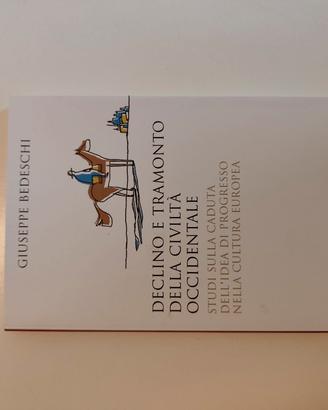 GIUSEPPE BEDESCHI
DECLINO E TRAMONTO
DELLA CIVILTÀ
OCCIDENTALE
STUDI SULLA CADUTA
DELL'IDEA DI PROGRESSO
NELLA CULTURA EUROPEA